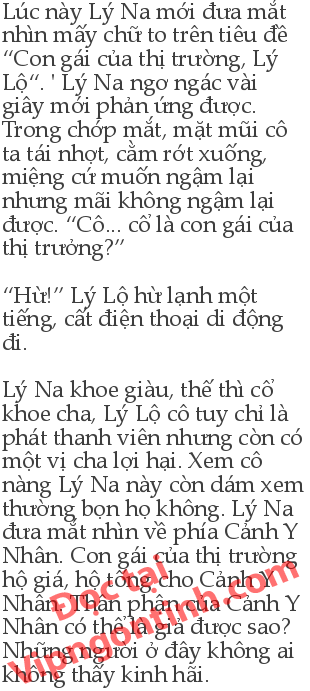 Lúc này Lý Na mới đưa mắt
nhìn mấy chữ to trên tiêu đề
“Con gái của thị trường, Lý
Lộ“. ' Lý Na ngơ ngác vài
giây mới phản ứng được.
Trong chớp mắt, mặt mũi cô
ta tái nhợt, cằm rớt xuống,
miệng cứ muốn ngậm lại
nhưng mãi không ngậm lại
được. “Cô... cổ là con gái của
thị trưởng?”
“Hừ!” Lý Lộ hừ lạnh một
tiếng, cất điện thoại di động
đi.
Lý Na khoe giàu, thế thì cổ
khoe cha, Lý Lộ cô tuy chỉ là
phát thanh viên nhưng còn có
một vị cha lợi hại. Xem cô
nàng Lý Na này còn dám xem
thường bọn họ không. Lý Na
đưa mắt nhìn về phía Cảnh Y
Nhân. Con gái của thị trường
hộ giá, hộ tống cho Cảnh Y
Nhân. Thân phận của Cảnh Y
Nhân có thể là giả được sao?
Những người ở đây không ai
không thấy kinh hãi.
Đọc tại
Vipngontinh.com